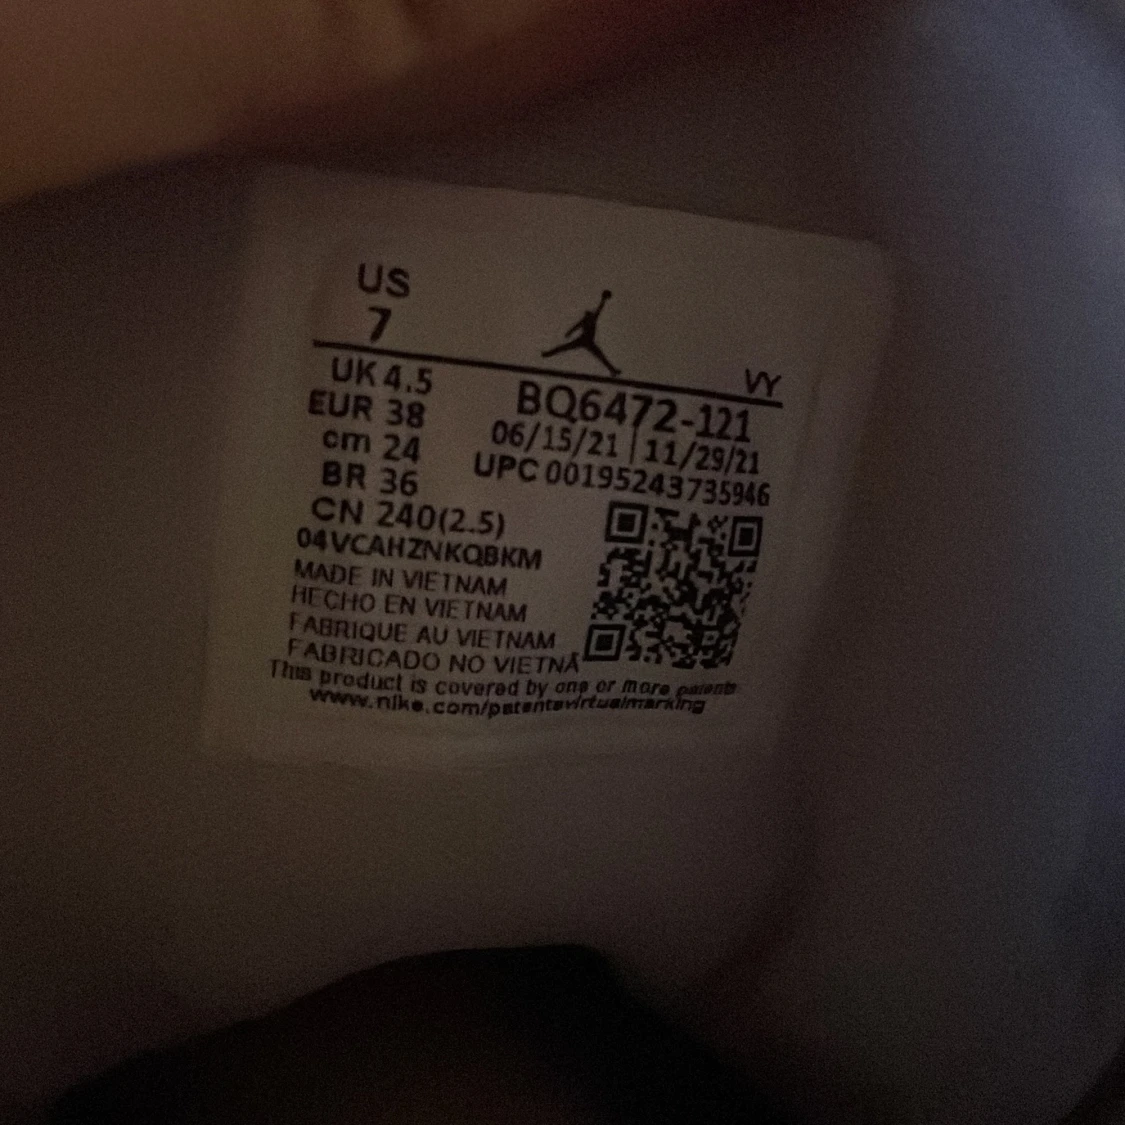 US
7
VY
UK 4.5
EUR 38
cm 24
BR 36
CN 240(2.5)
BQ6472-121
06/15/21 | 11/29/21
UPC 00195243735946
04VCAHZNKQBKM
MADE IN VIETNAM
HECHO EN VIETNAM
FABRIQUE AU VIETNAM
FABRICADO NO VIETNÃ
This product is covered by one or more patents
www.nike.com/patentsvirtualmarking